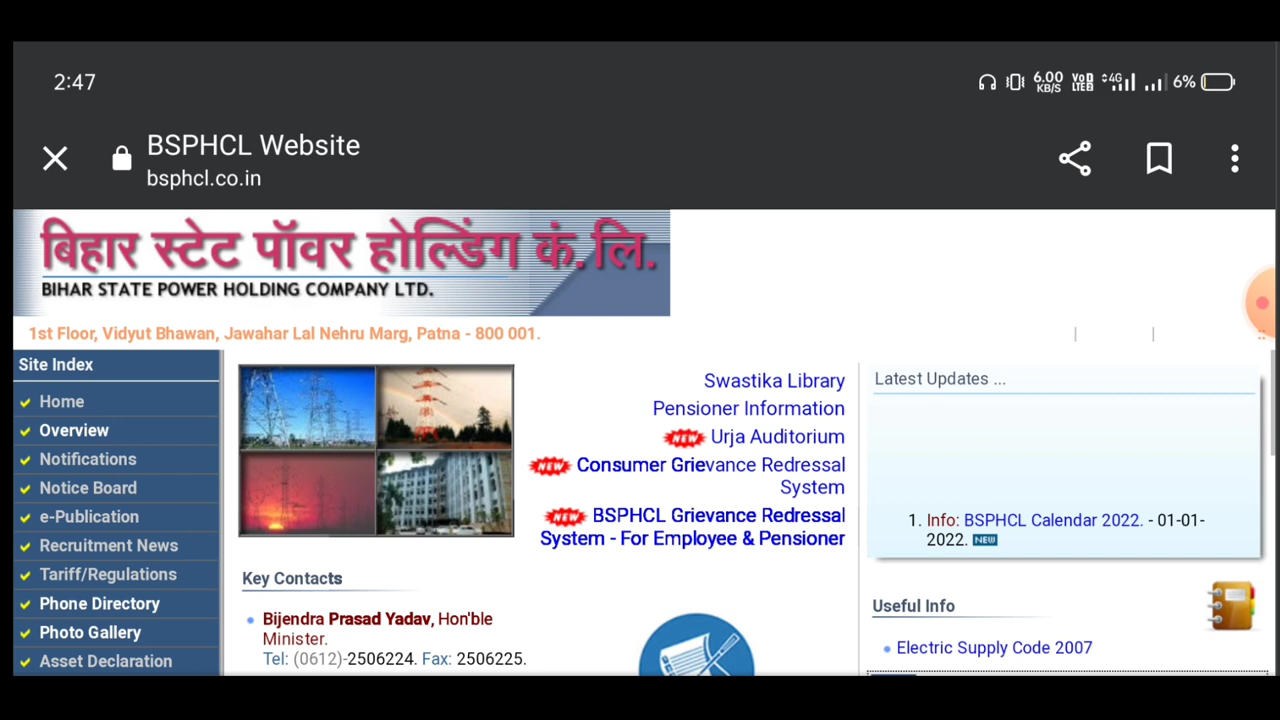 2:47
6.00 KB/S
VoD LTE2
4G
6%
BSPHCL Website
bsphcl.co.in
बिहार स्टेट पॉवर होल्डिंग कं.लि.
BIHAR STATE POWER HOLDING COMPANY LTD.
1st Floor, Vidyut Bhawan, Jawahar Lal Nehru Marg, Patna - 800 001.
Site Index
Home
Overview
Notifications
Notice Board
e-Publication
Recruitment News
Tariff/Regulations
Phone Directory
Photo Gallery
Asset Declaration
Swastika Library
Pensioner Information
NEW Urja Auditorium
NEW Consumer Grievance Redressal
System
NEW BSPHCL Grievance Redressal
System - For Employee & Pensioner
Key Contacts
Bijendra Prasad Yadav, Hon'ble
Minister.
Tel: (0612)-2506224. Fax: 2506225.
Latest Updates ...
1. Info: BSPHCL Calendar 2022. - 01-01-
2022. NEW
Useful Info
Electric Supply Code 2007